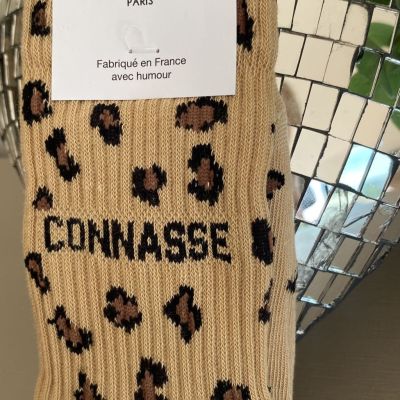 PARIS
Fabriqué en France
avec humour
CONNASSE